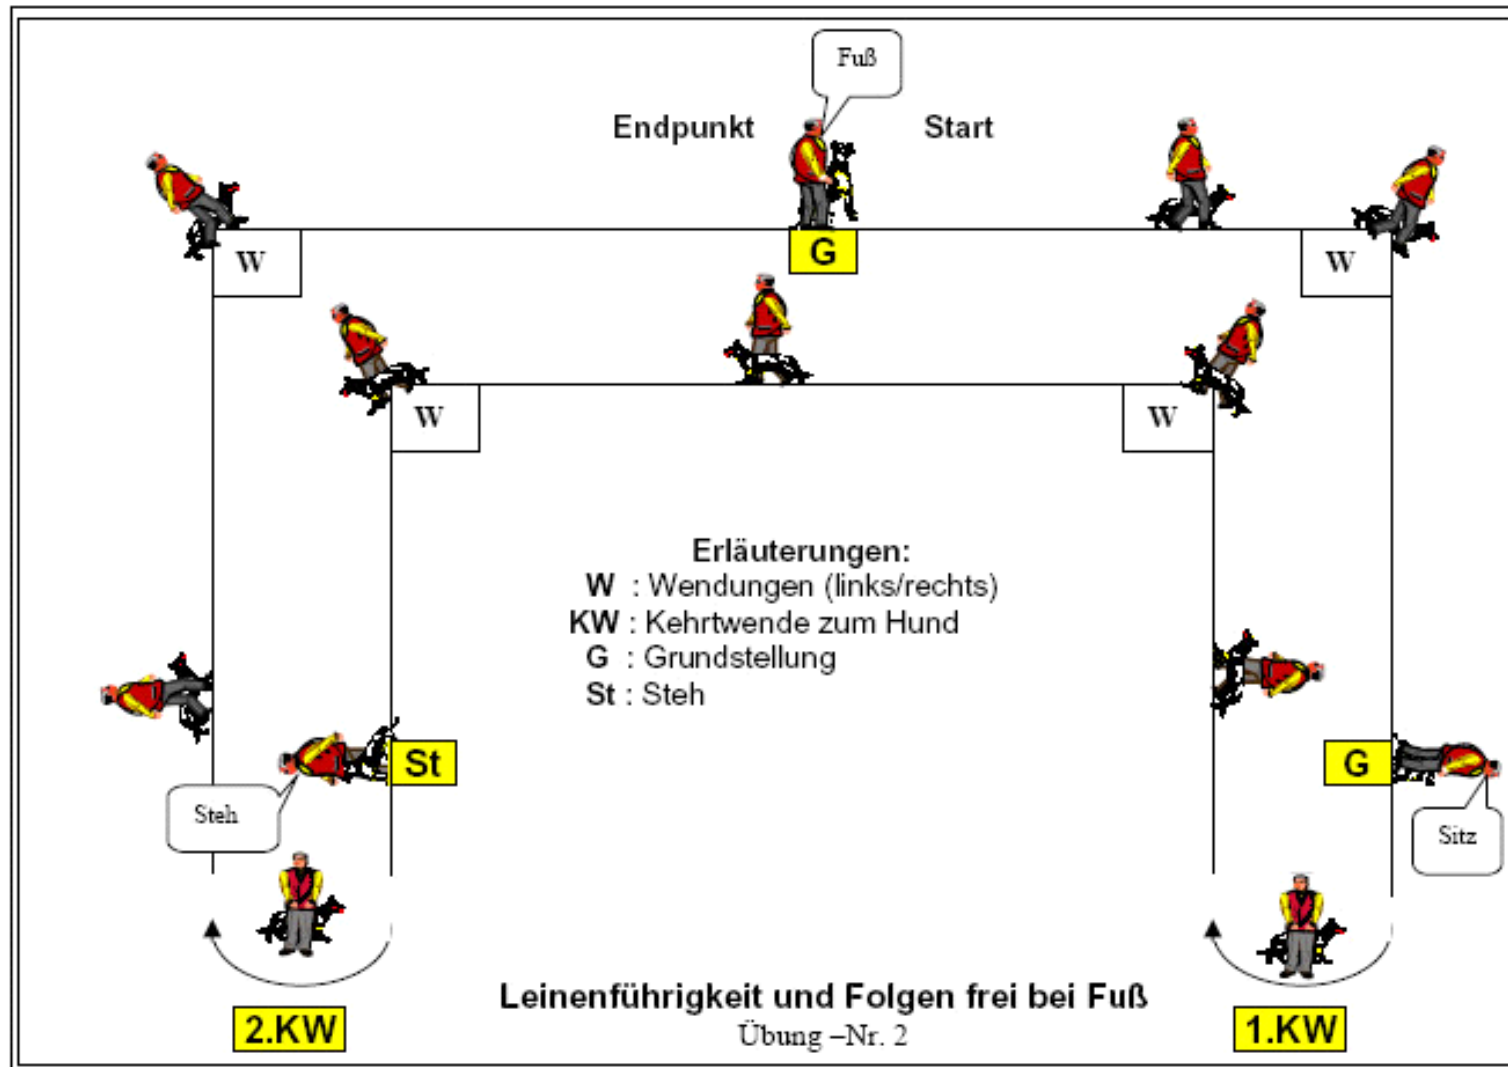 Fuß
Endpunkt Start
G
W W
W W
Erläuterungen:
W : Wendungen (links/rechts)
KW : Kehrtwende zum Hund
G : Grundstellung
St : Steh
St G
Steh Sitz
Leinenführigkeit und Folgen frei bei Fuß
2.KW Übung –Nr. 2 1.KW